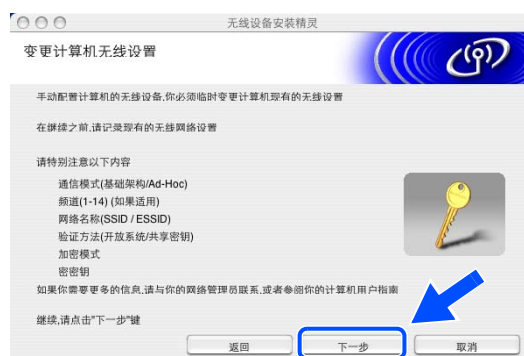 无线设备安装精灵
变更计算机无线设置
手动配置计算机的无线设备,你必须临时变更计算机现有的无线设置
在继续之前,请记录现有的无线网络设置
请特别注意以下内容
通信模式(基础架构/Ad-Hoc)
频道(1-14) (如果适用)
网络名称(SSID / ESSID)
验证方法(开放系统/共享密钥)
加密模式
密密钥
如果你需要更多的信息,请与你的网络管理员联系,或者参阅你的计算机用户指南
继续,请点击"下一步"键
返回
下一步
取消